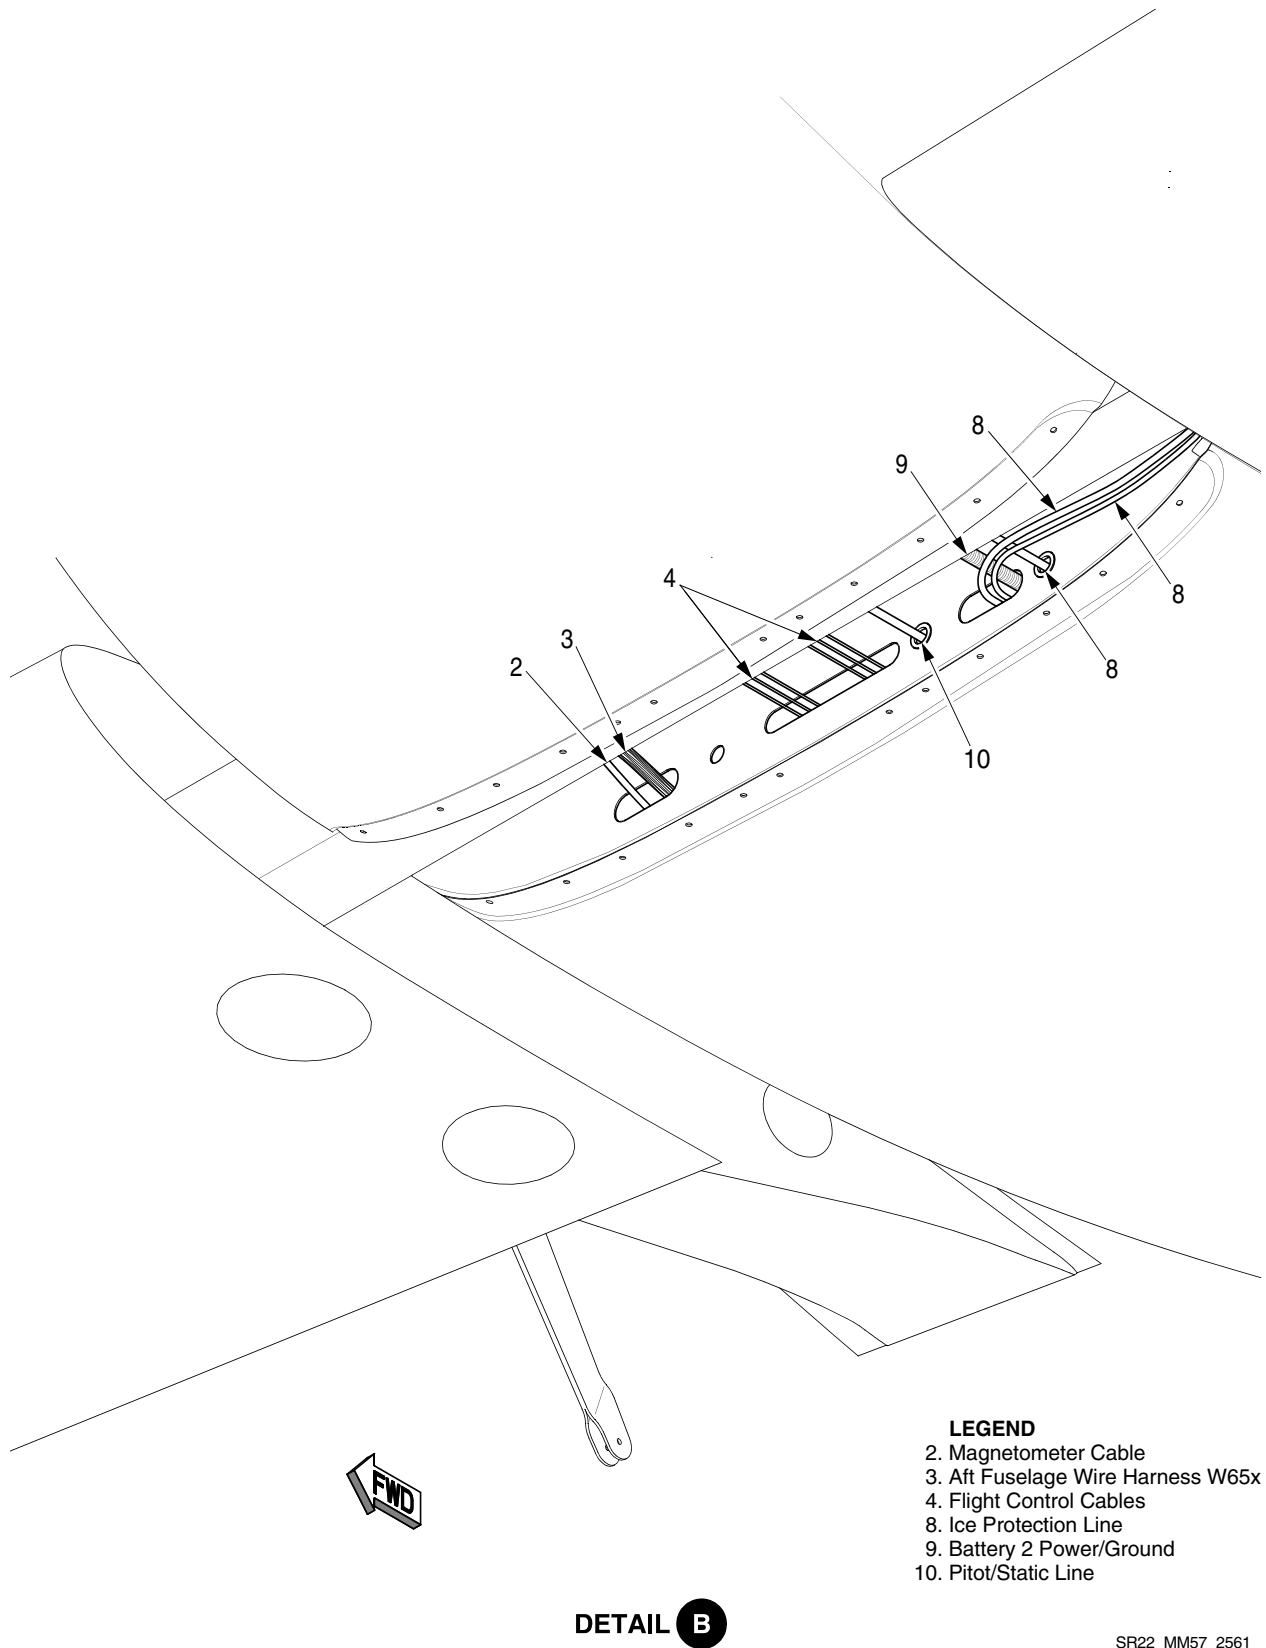 8
9
4
8
3
2
8
10
LEGEND
2. Magnetometer Cable
3. Aft Fuselage Wire Harness W65x
4. Flight Control Cables
8. Ice Protection Line
9. Battery 2 Power/Ground
10. Pitot/Static Line
FWD
DETAIL B
SR22_MM57_2561